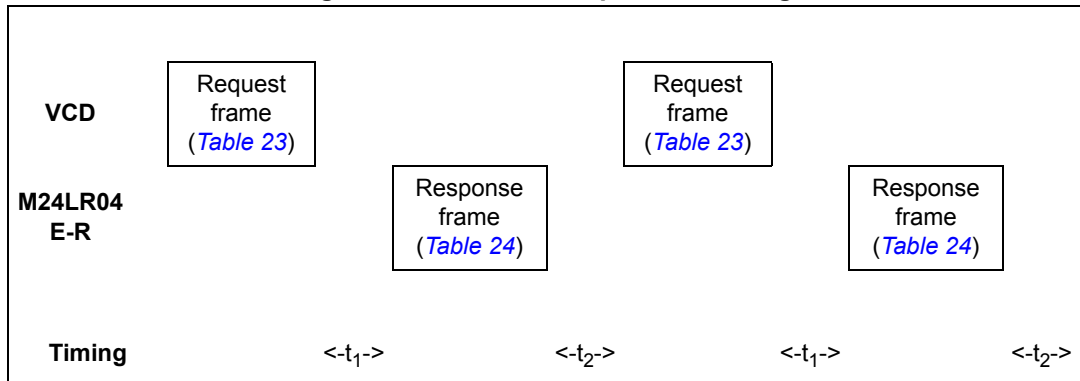 VCD
Request
frame
(Table 23)
Request
frame
(Table 23)
M24LR04
E-R
Response
frame
(Table 24)
Response
frame
(Table 24)
Timing <-t1-> <-t2-> <-t1-> <-t2->